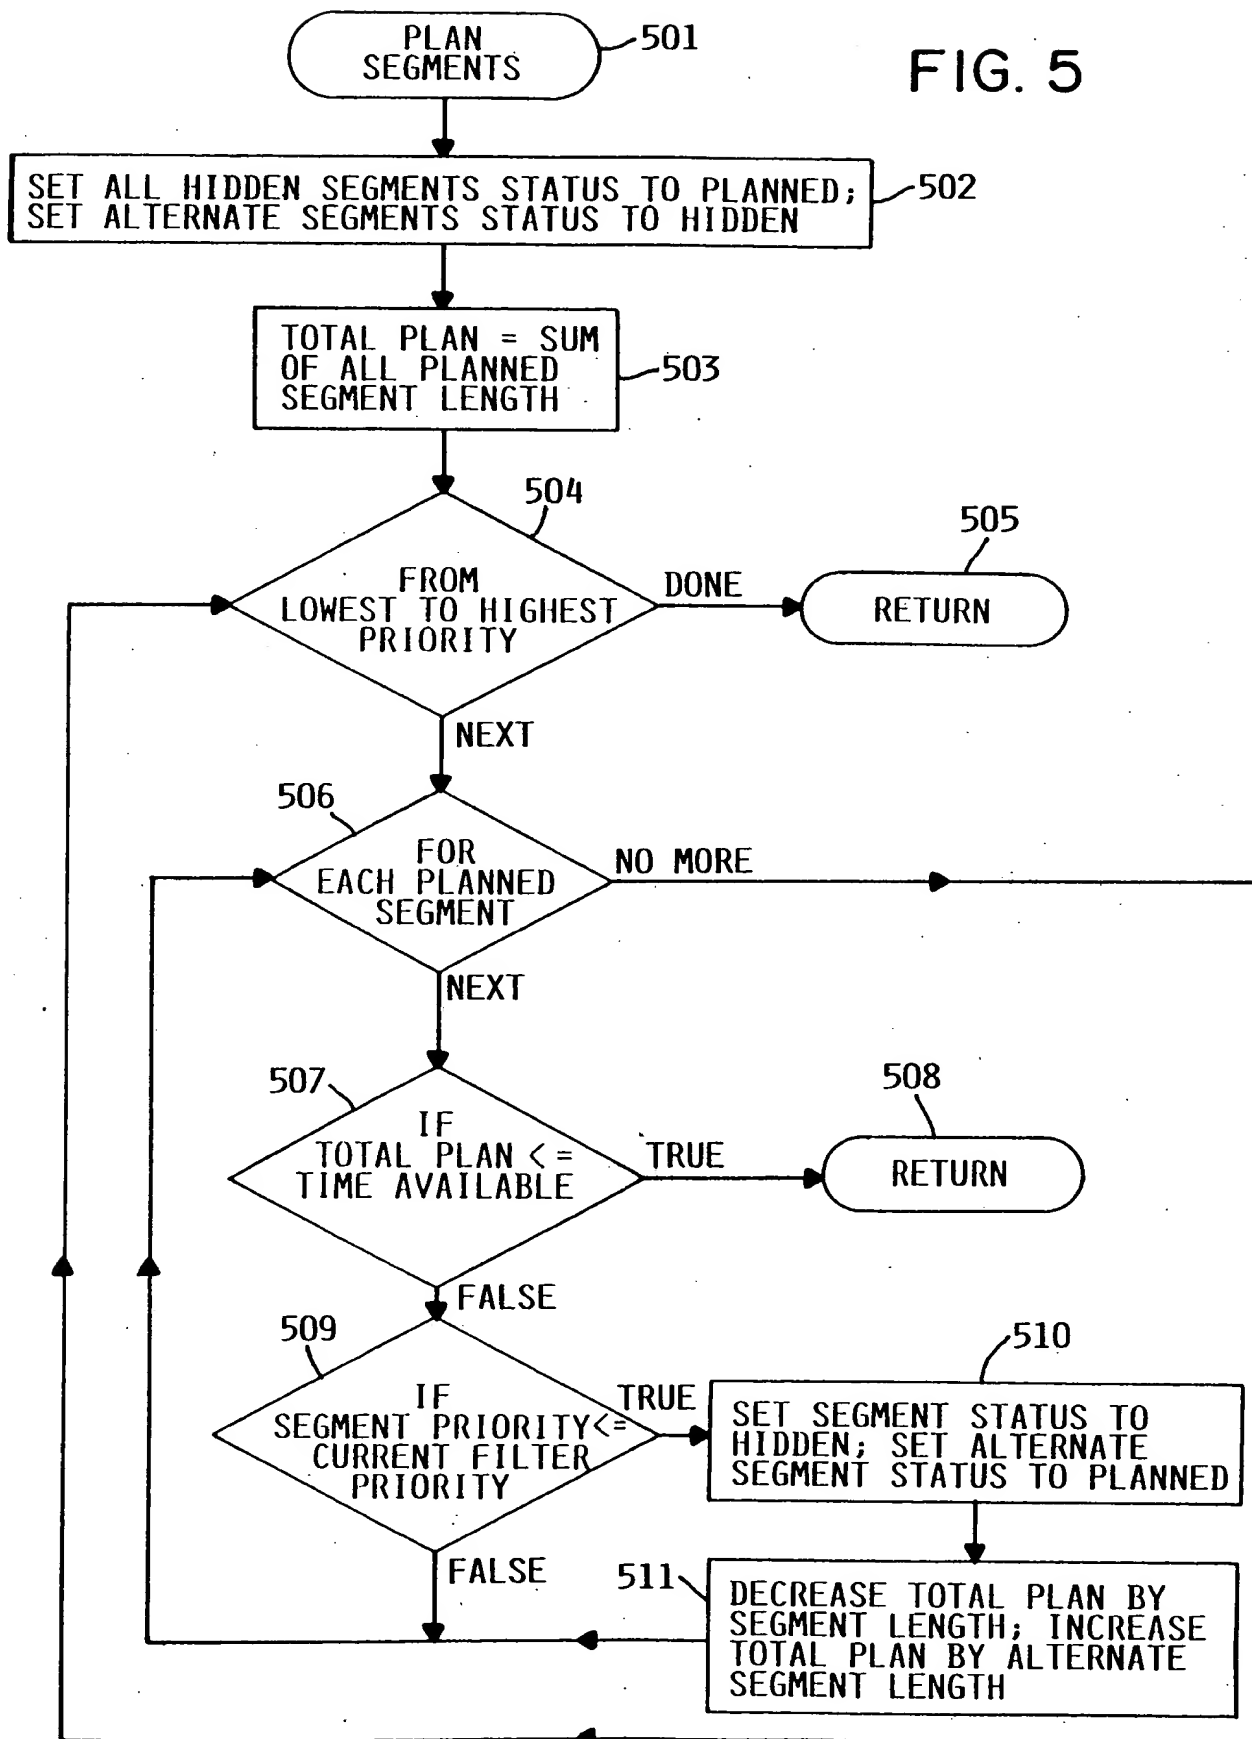 PLAN
SEGMENTS
501
FIG. 5
SET ALL HIDDEN SEGMENTS STATUS TO PLANNED;
SET ALTERNATE SEGMENTS STATUS TO HIDDEN
502
TOTAL PLAN = SUM
OF ALL PLANNED
SEGMENT LENGTH
503
504
FROM
LOWEST TO HIGHEST
PRIORITY
DONE
505
RETURN
NEXT
506
FOR
EACH PLANNED
SEGMENT
NO MORE
NEXT
507
IF
TOTAL PLAN <=
TIME AVAILABLE
TRUE
508
RETURN
FALSE
509
IF
SEGMENT PRIORITY<=
CURRENT FILTER
PRIORITY
TRUE
510
SET SEGMENT STATUS TO
HIDDEN; SET ALTERNATE
SEGMENT STATUS TO PLANNED
FALSE
511
DECREASE TOTAL PLAN BY
SEGMENT LENGTH; INCREASE
TOTAL PLAN BY ALTERNATE
SEGMENT LENGTH